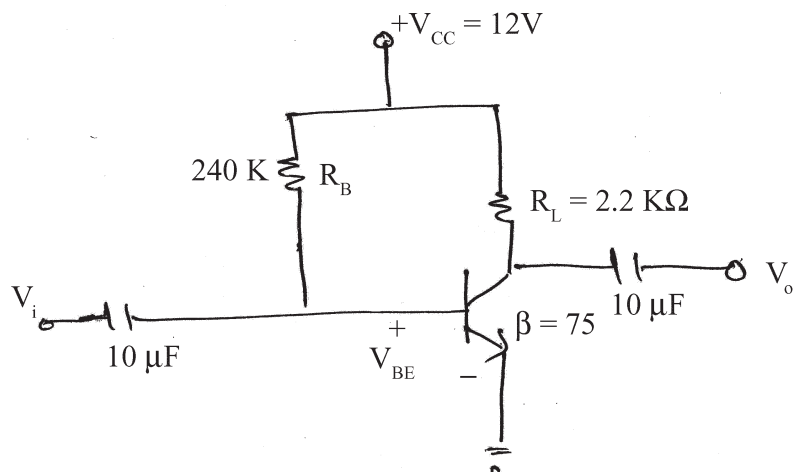 +V_CC = 12V
240 K
R_B
R_L = 2.2 KΩ
V_i
V_o
10 µF
β = 75
10 µF
+
V_BE
−